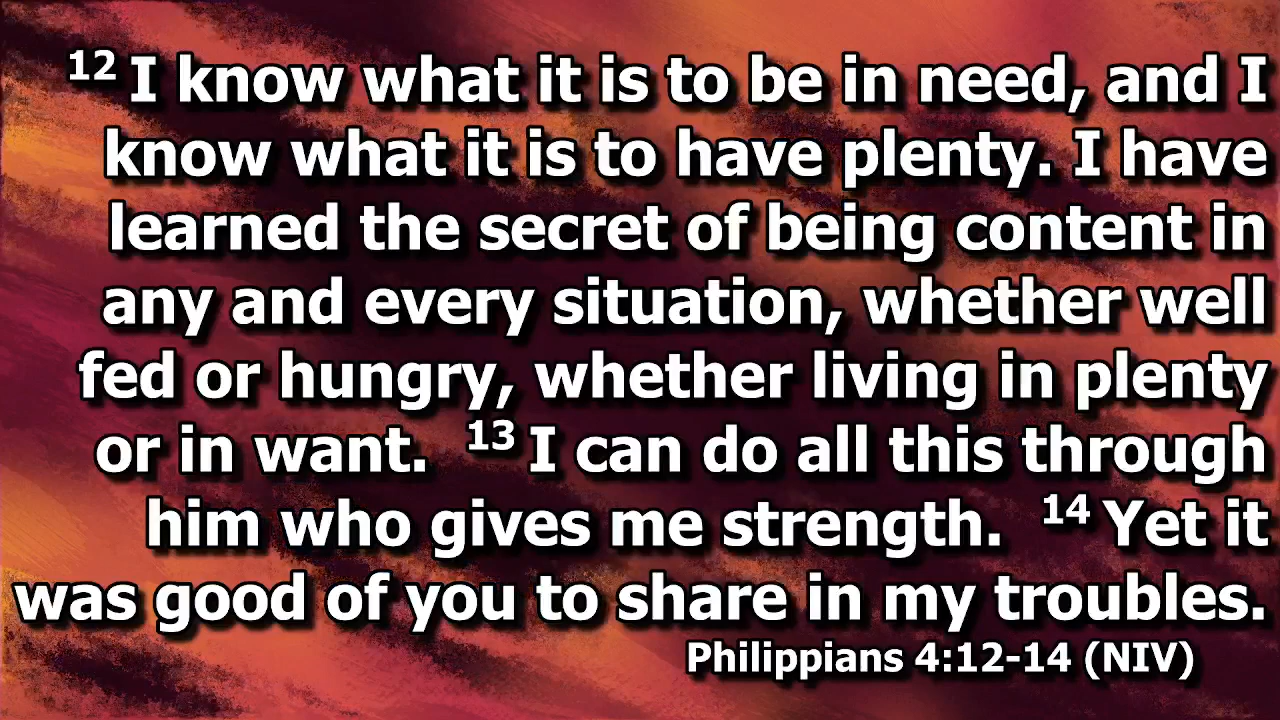 12 I know what it is to be in need, and I
know what it is to have plenty. I have
learned the secret of being content in
any and every situation, whether well
fed or hungry, whether living in plenty
or in want. 13 I can do all this through
him who gives me strength. 14 Yet it
was good of you to share in my troubles.
Philippians 4:12-14 (NIV)